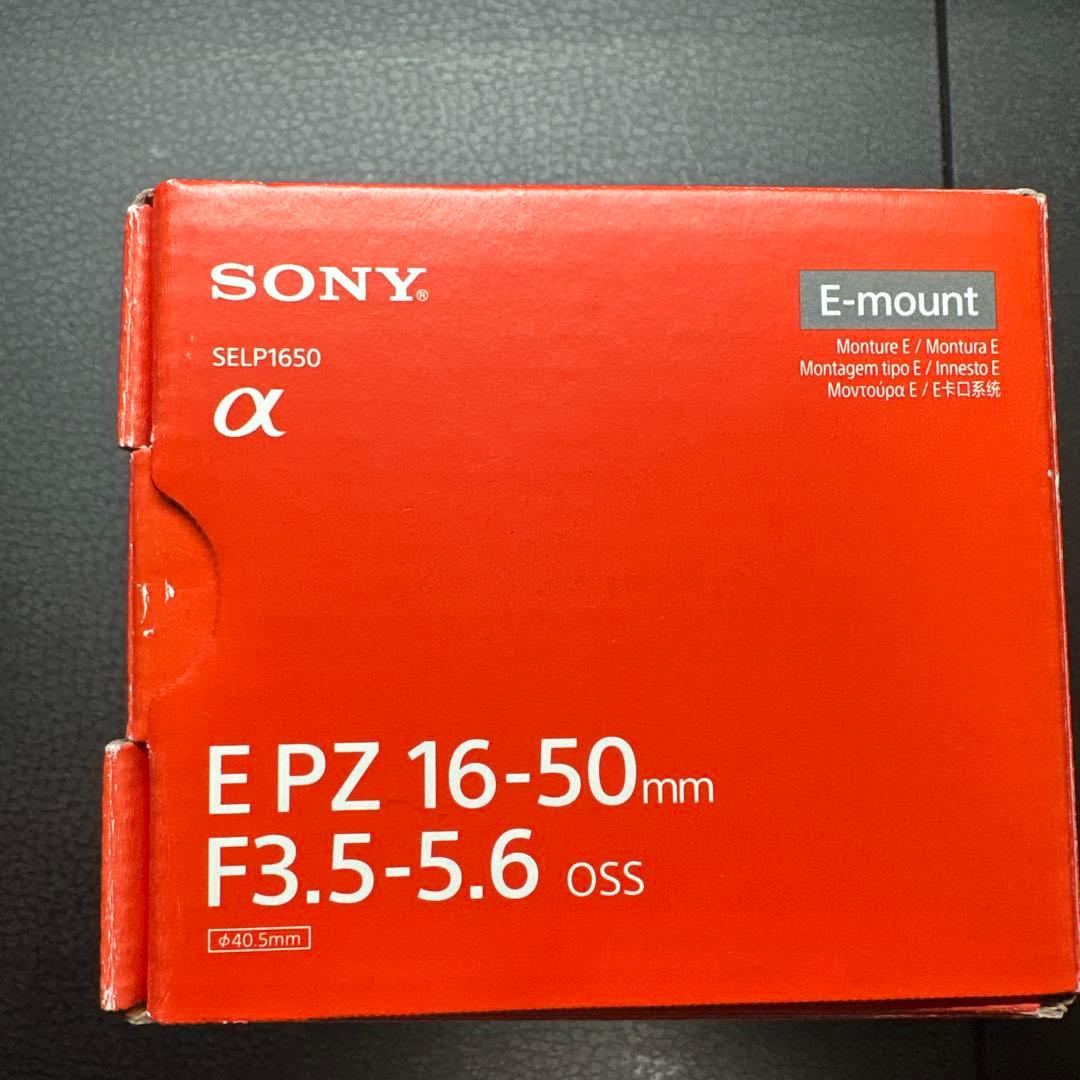 SONY®
SELP1650
α
E-mount
Monture E / Montura E
Montagem tipo E / Innesto E
Μοντούρα E / E卡口系统
E PZ 16-50mm
F3.5-5.6 OSS
ϕ40.5mm